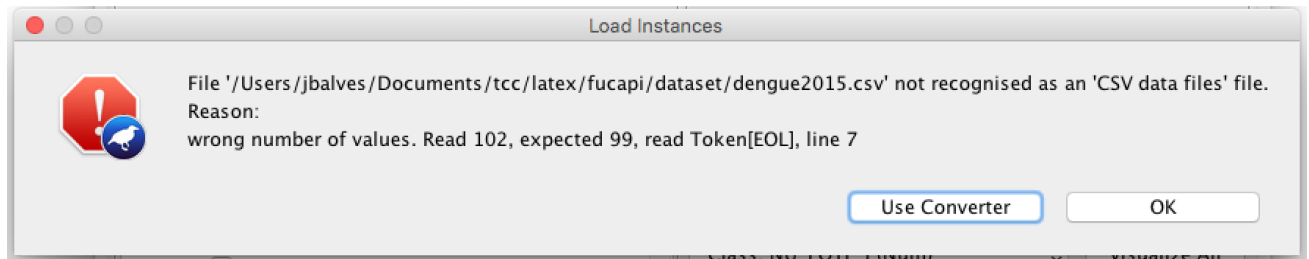 Load Instances
File '/Users/jbalves/Documents/tcc/latex/fucapi/dataset/dengue2015.csv' not recognised as an 'CSV data files' file.
Reason:
wrong number of values. Read 102, expected 99, read Token[EOL], line 7
Use Converter
OK